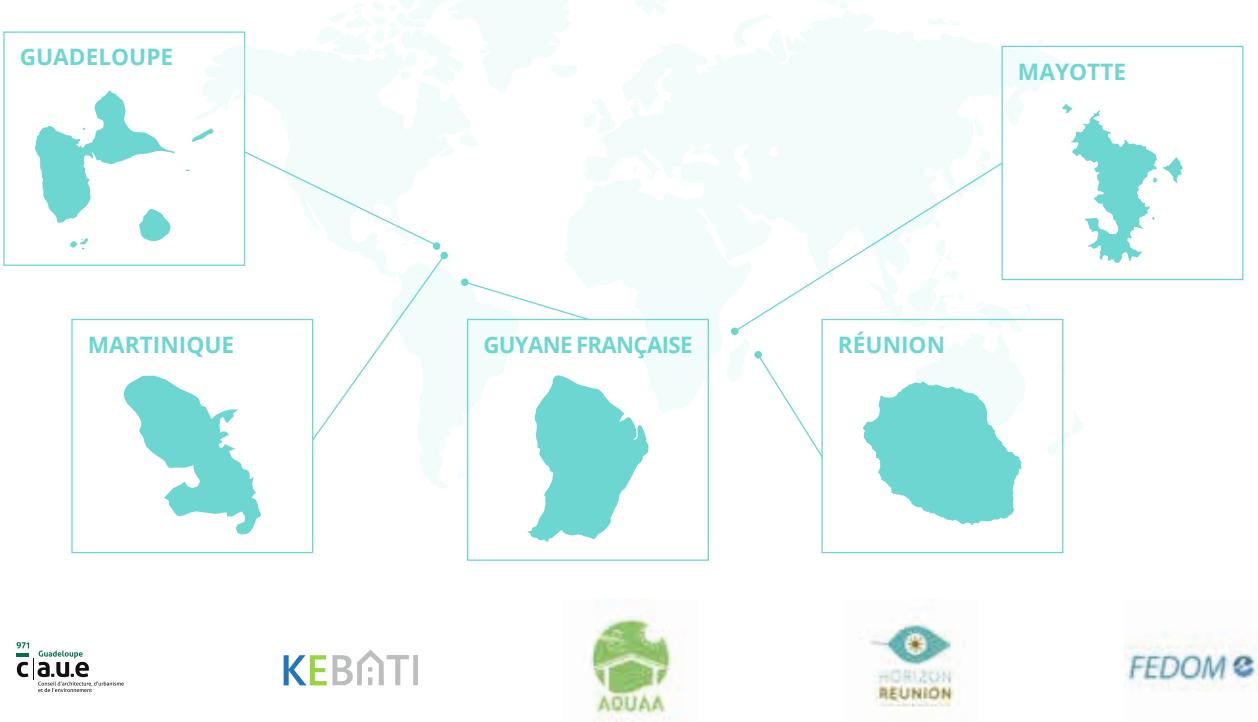 GUADELOUPE
MAYOTTE
MARTINIQUE
GUYANE FRANÇAISE
RÉUNION
971
Guadeloupe
c|a.u.e
Conseil d'architecture, d'urbanisme
et de l'environnement
KEBATI
AQUAA
HORIZON
REUNION
FEDOM e